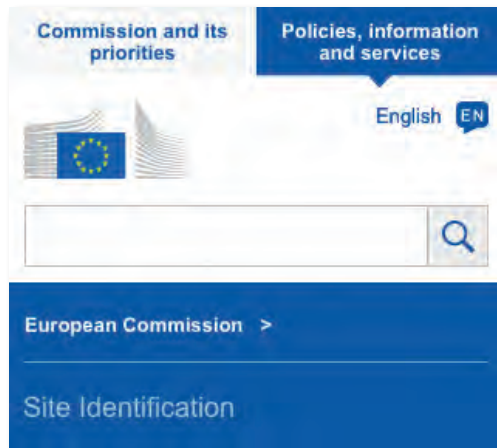 Commission and its
priorities
Policies, information
and services
English EN
European Commission >
Site Identification